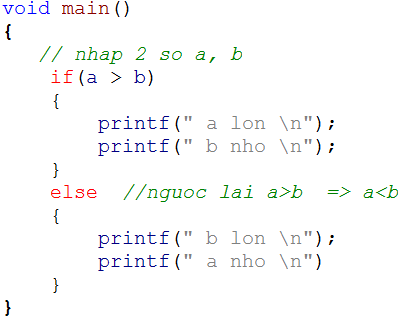 void main()
{
// nhap 2 so a, b
if(a > b)
{
printf(" a lon \n");
printf(" b nho \n");
}
else //nguoc lai a>b => a<b
{
printf(" b lon \n");
printf(" a nho \n")
}
}